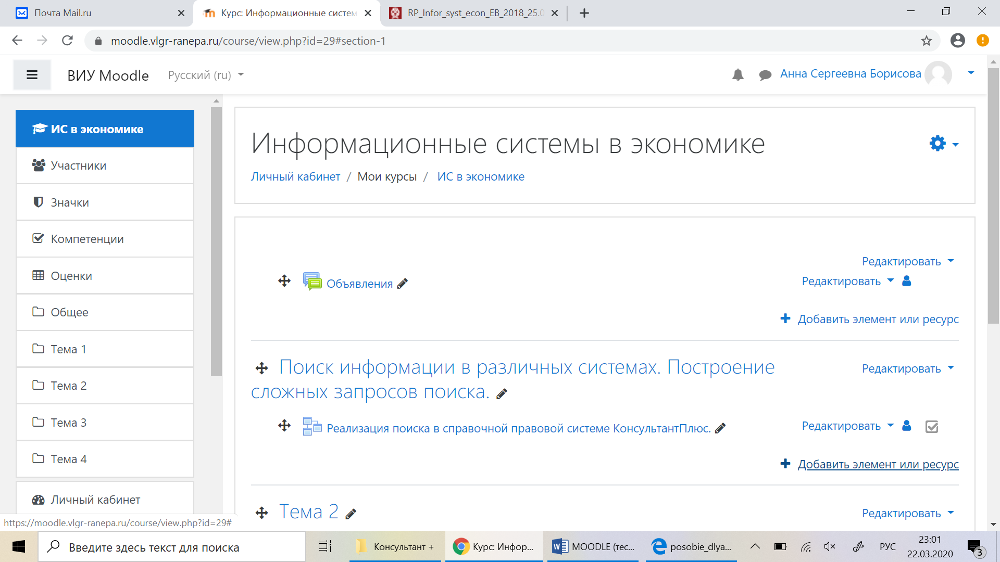 Почта Mail.ru
Курс: Информационные систем
RP_Infor_syst_econ_EB_2018_25.0
moodle.vlgr-ranepa.ru/course/view.php?id=29#section-1
ВИУ Moodle
Русский (ru)
Анна Сергеевна Борисова
ИС в экономике
Участники
Значки
Компетенции
Оценки
Общее
Тема 1
Тема 2
Тема 3
Тема 4
Личный кабинет
Информационные системы в экономике
Личный кабинет / Мои курсы / ИС в экономике
Редактировать
Объявления
Редактировать
Добавить элемент или ресурс
Поиск информации в различных системах. Построение
сложных запросов поиска.
Редактировать
Реализация поиска в справочной правовой системе КонсультантПлюс.
Редактировать
Добавить элемент или ресурс
Тема 2
Редактировать
https://moodle.vlgr-ranepa.ru/course/view.php?id=29#
Введите здесь текст для поиска
Консультант +
Курс: Инфор...
MOODLE (тес...
posobie_dlya...
РУС
23:01
22.03.2020
3